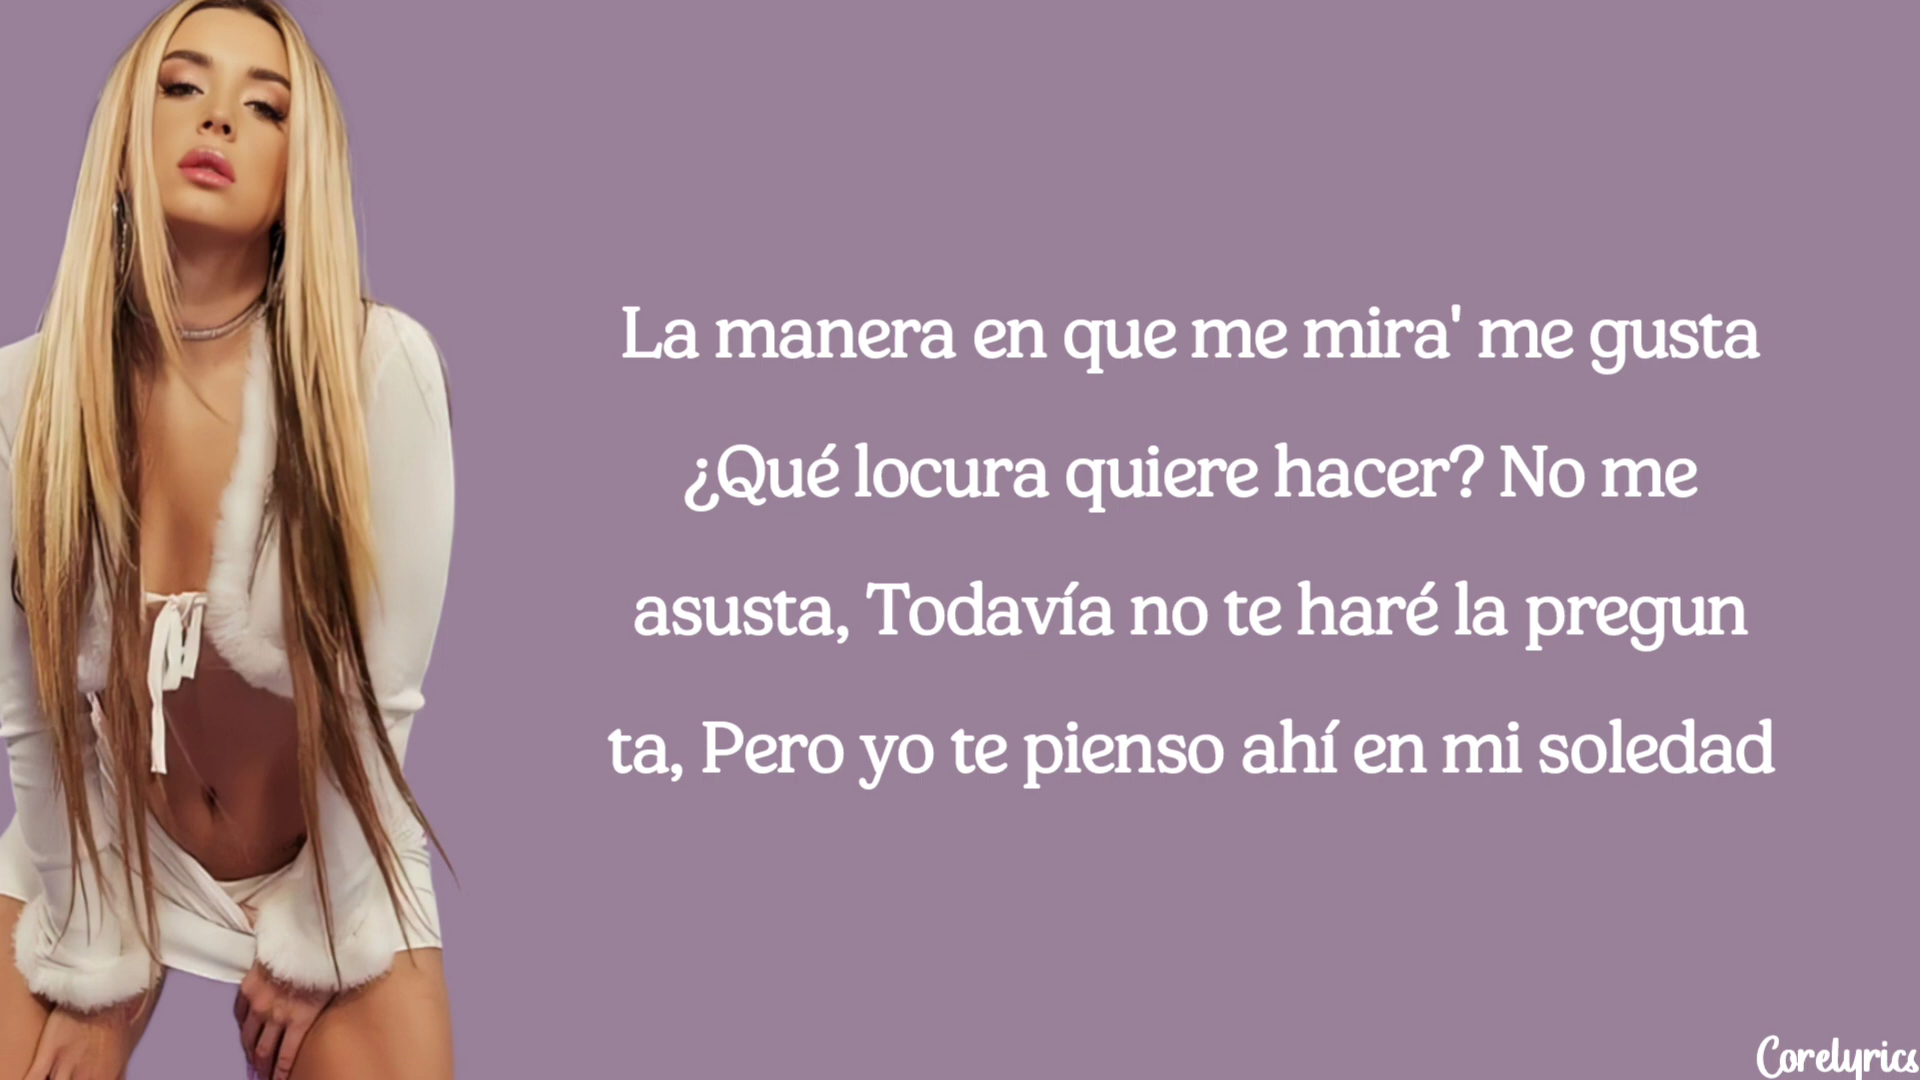 La manera en que me mira' me gusta
¿Qué locura quiere hacer? No me
asusta, Todavía no te haré la pregun
ta, Pero yo te pienso ahí en mi soledad
Corelyrics